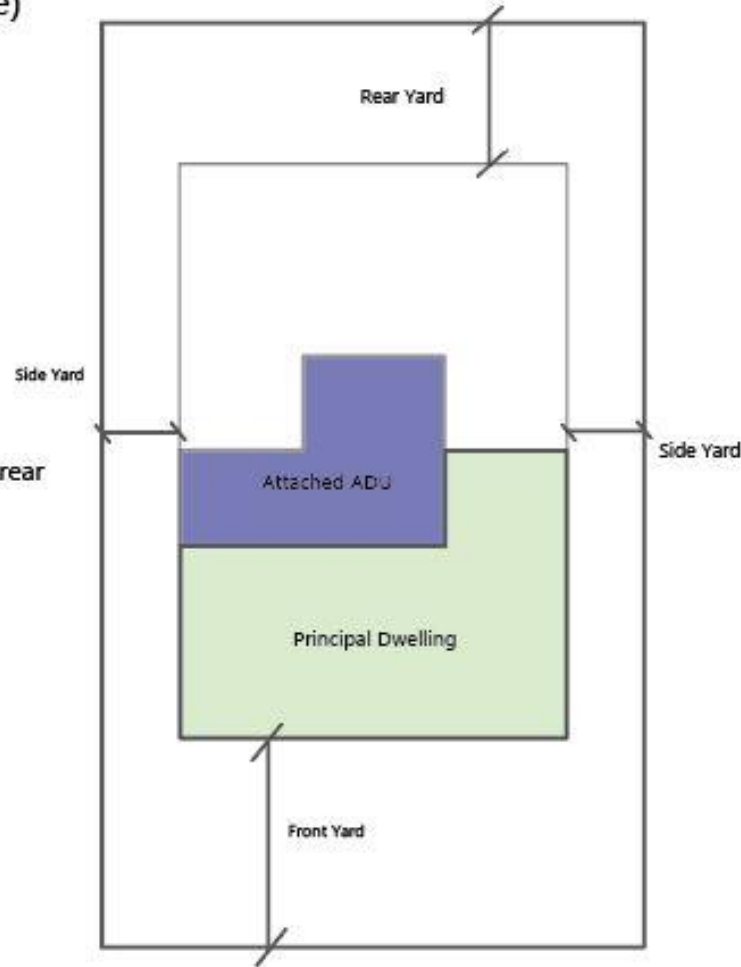 e)
Rear Yard
Side Yard
Side Yard
rear
Attached ADU
Principal Dwelling
Front Yard